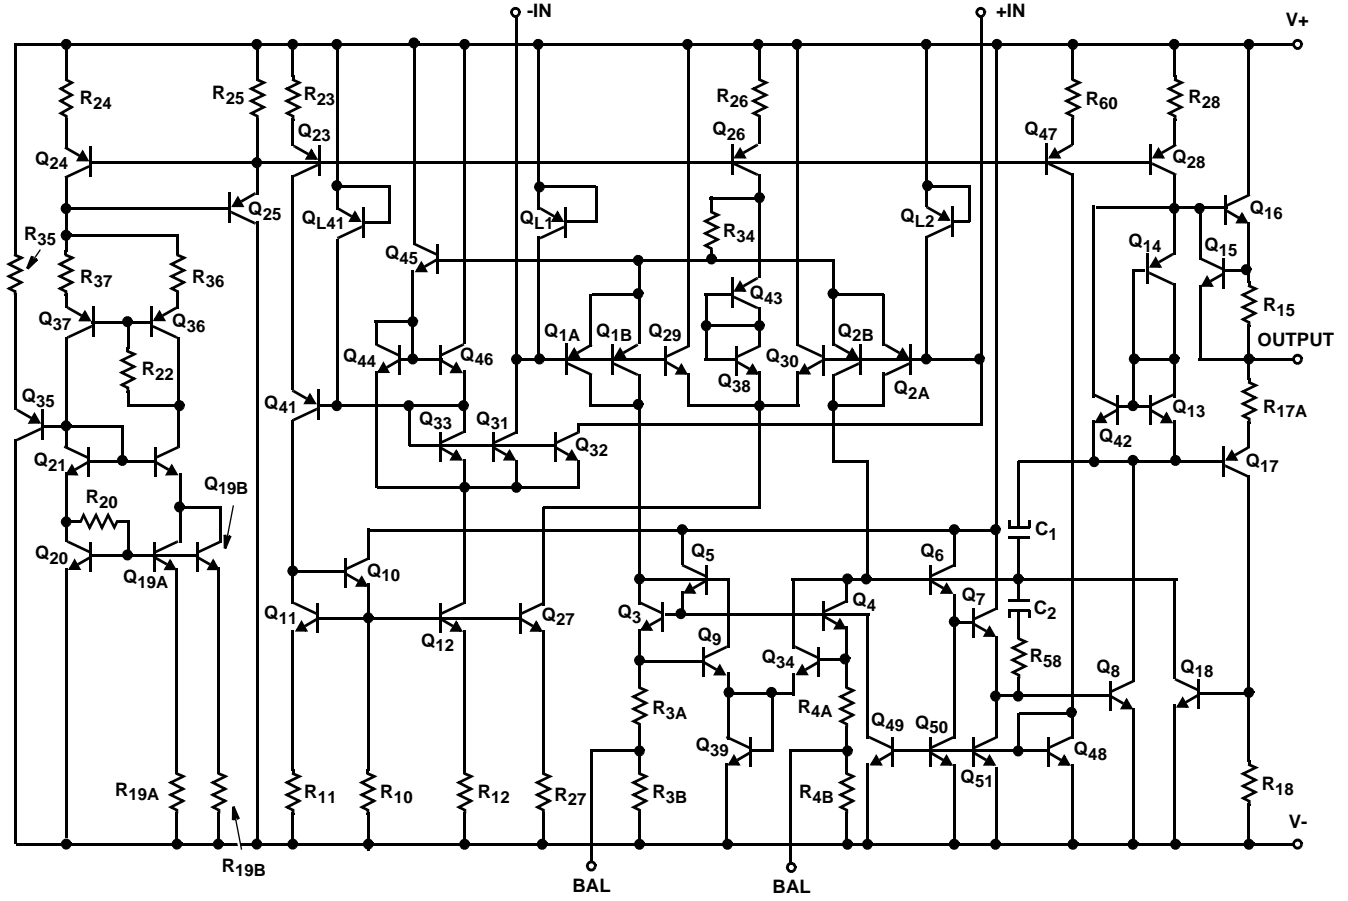 -IN
+IN
V+
R24
R25
R23
R26
R60
R28
Q24
Q23
Q26
Q47
Q28
Q25
QL41
QL1
QL2
Q16
R35
R34
Q14
Q15
Q45
R37
R36
Q43
R15
Q37
Q36
Q1A
Q1B
Q29
Q30
Q2B
OUTPUT
Q44
Q46
R22
Q38
Q2A
Q35
Q41
Q33
Q31
Q13
R17A
Q42
Q21
Q32
Q17
R20
Q19B
C1
Q20
Q19A
Q10
Q5
Q6
Q11
Q12
Q27
Q3
Q4
Q7
C2
Q9
Q34
R58
Q8
Q18
R3A
R4A
Q39
Q49
Q50
Q48
Q51
R19A
R11
R10
R12
R27
R3B
R4B
R18
V-
R19B
BAL
BAL